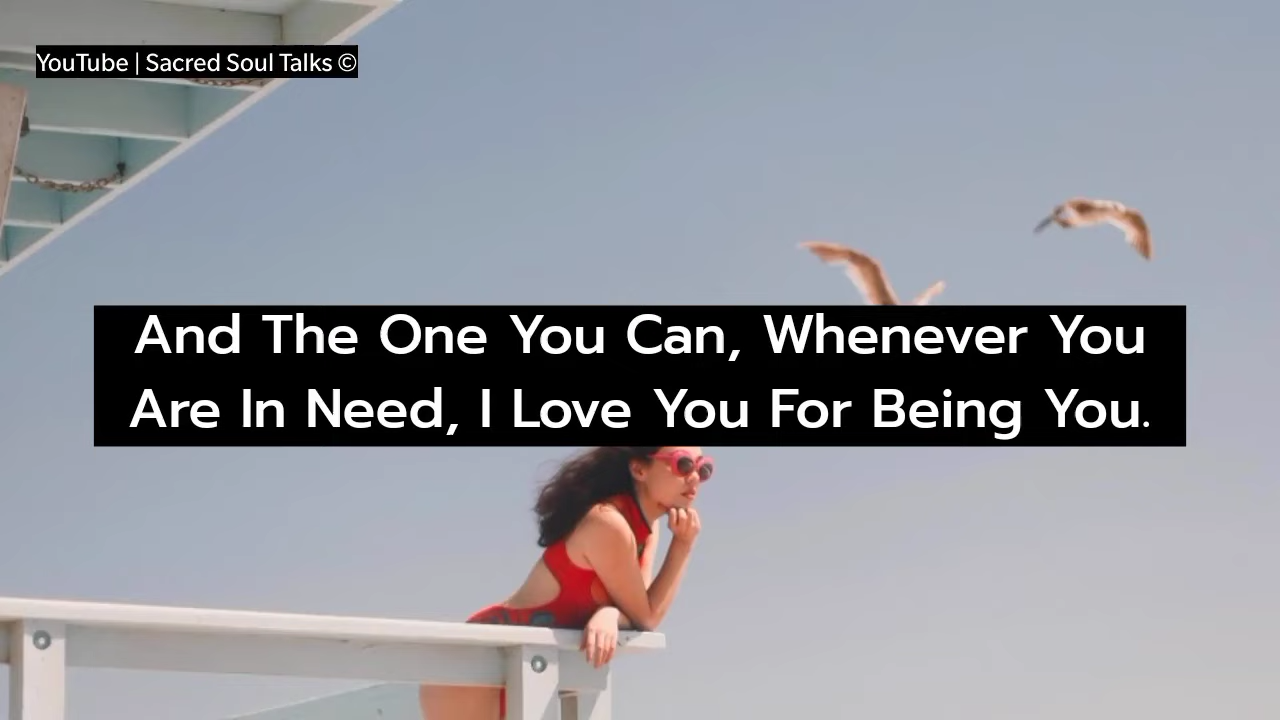 YouTube | Sacred Soul Talks ©
And The One You Can, Whenever You
Are In Need, I Love You For Being You.